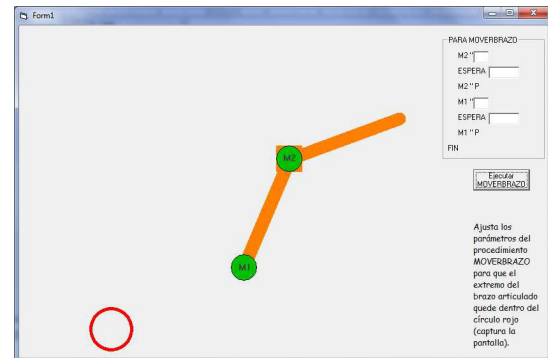 Form1
PARA MOVERBRAZO
M2 "
ESPERA
M2 " P
M1 "
ESPERA
M1 " P
FIN
Ejecutar
MOVERBRAZO
M2
M1
Ajusta los
parámetros del
procedimiento
MOVERBRAZO
para que el
extremo del
brazo articulado
quede dentro del
círculo rojo
(captura la
pantalla).